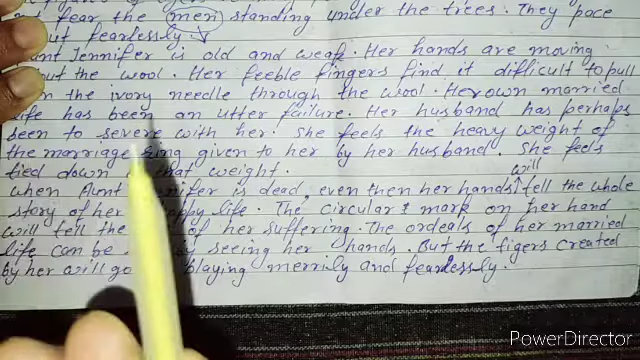 fear the men standing under the trees. They pace
out fearlessly.
unt Jennifer is old and weak. Her hands are moving
out the wool. Her feeble fingers find it difficult to pull
the ivory needle through the wool. Her own married
life has been an utter failure. Her husband has perhaps
been to severe with her. She feels the heavy weight of
the marriage ring given to her by her husband. She feels
tied down that weight.
when Aunt nnifer is dead, even then her hands will tell the whole
story of her ppy life. The circular mark on her hand
will tell the of her suffering. The ordeals of her married
life can be seeing her hands. But the tigers created
by her will go playing merrily and fearlessly.
PowerDirector